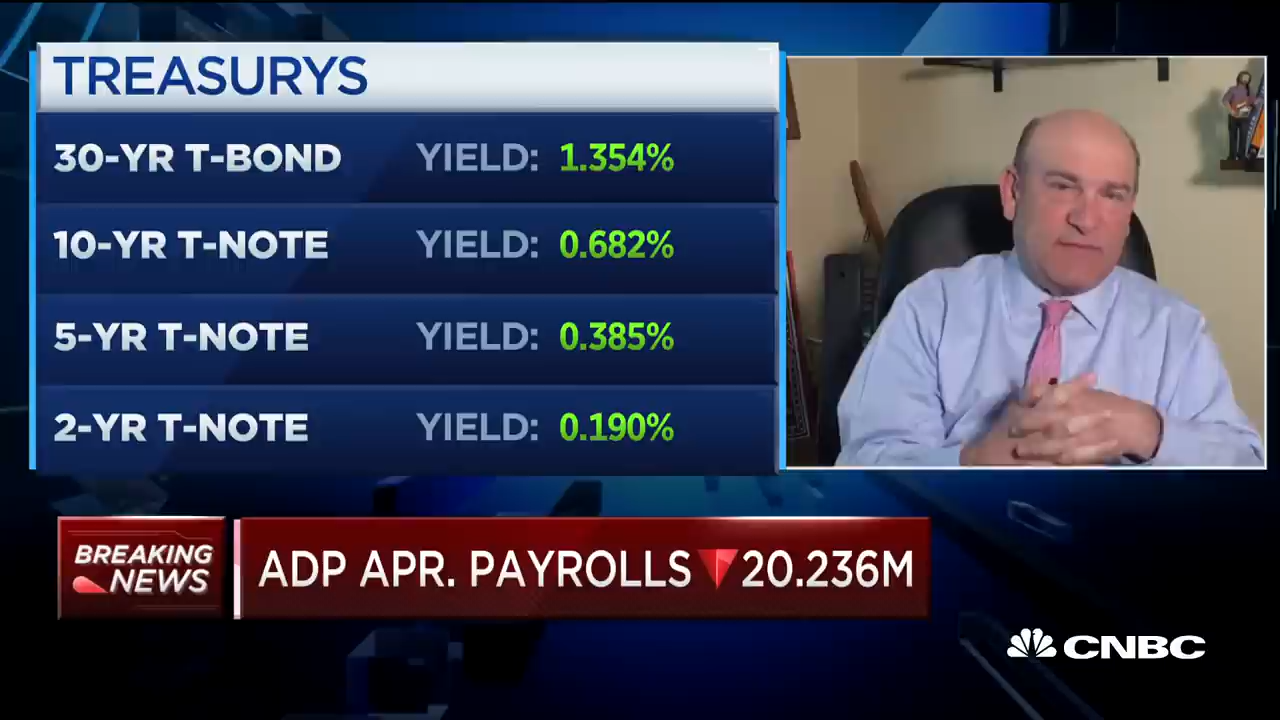 TREASURYS
30-YR T-BOND YIELD: 1.354%
10-YR T-NOTE YIELD: 0.682%
5-YR T-NOTE YIELD: 0.385%
2-YR T-NOTE YIELD: 0.190%
BREAKING
NEWS
ADP APR. PAYROLLS 20.236M
CNBC